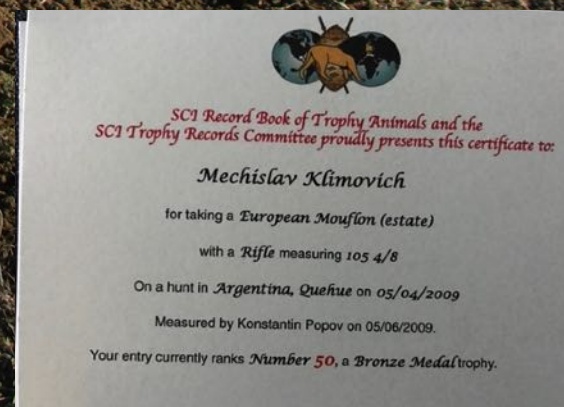 SCI Record Book of Trophy Animals and the
SCI Trophy Records Committee proudly presents this certificate to:
Mechislav Klimovich
for taking a European Mouflon (estate)
with a Rifle measuring 105 4/8
On a hunt in Argentina, Quehue on 05/04/2009
Measured by Konstantin Popov on 05/06/2009.
Your entry currently ranks Number 50, a Bronze Medal trophy.